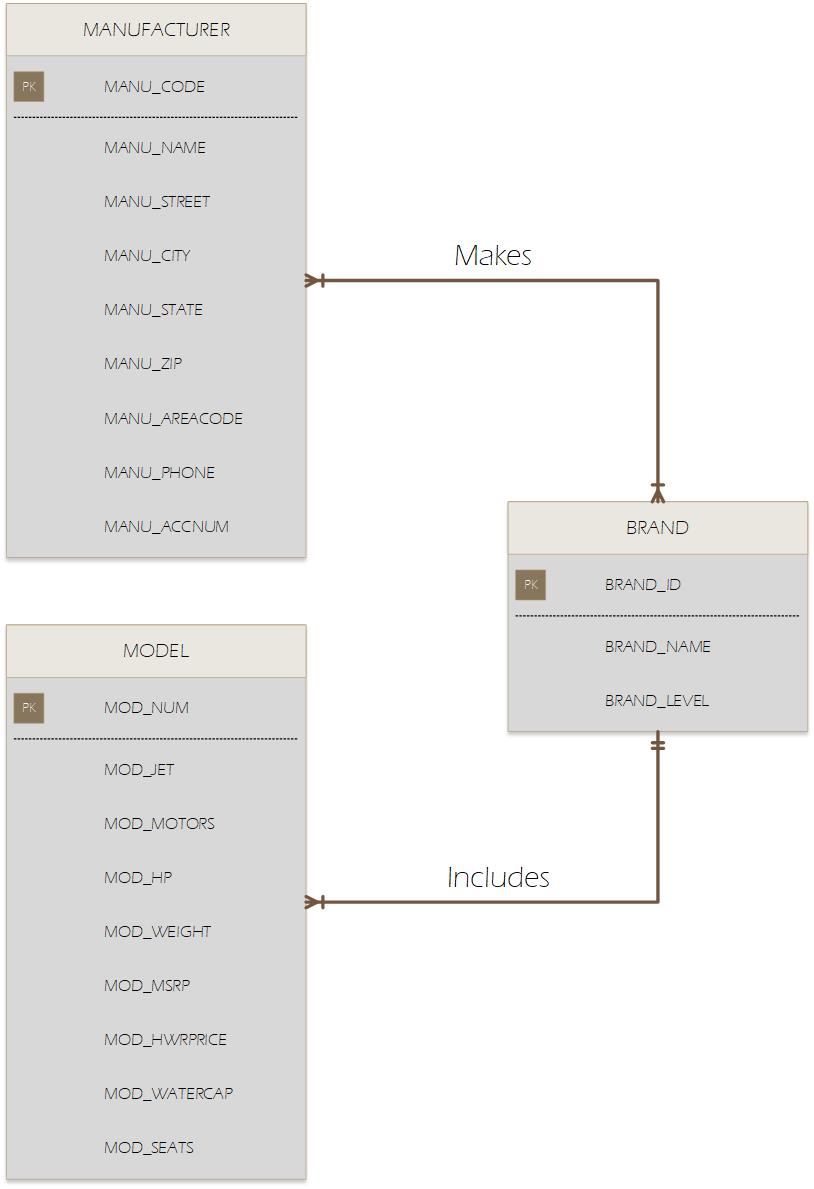 MANUFACTURER
PK MANU_CODE
MANU_NAME
MANU_STREET
MANU_CITY
MANU_STATE
MANU_ZIP
MANU_AREACODE
MANU_PHONE
MANU_ACCNUM
Makes
BRAND
PK BRAND_ID
BRAND_NAME
BRAND_LEVEL
MODEL
PK MOD_NUM
MOD_JET
MOD_MOTORS
MOD_HP
MOD_WEIGHT
MOD_MSRP
MOD_HWRPRICE
MOD_WATERCAP
MOD_SEATS
Includes